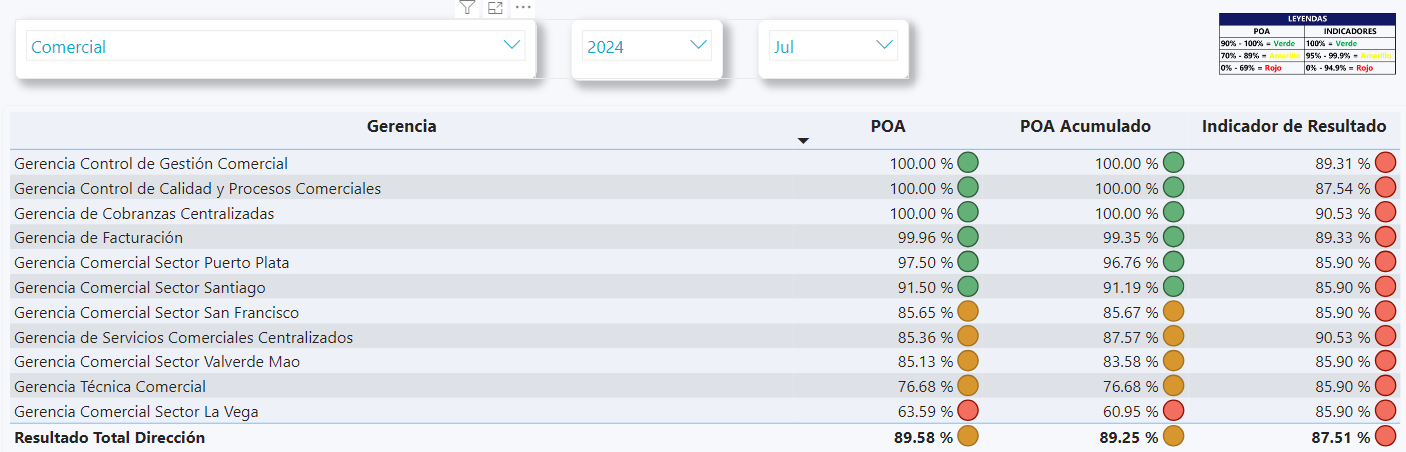 Comercial
2024
Jul
LEYENDAS
POA INDICADORES
90% - 100% = Verde 100% = Verde
70% - 89% = Amarillo 95% - 99.9% = Amarillo
0% - 69% = Rojo 0% - 94.9% = Rojo
Gerencia POA POA Acumulado Indicador de Resultado
Gerencia Control de Gestión Comercial 100.00 % 100.00 % 89.31 %
Gerencia Control de Calidad y Procesos Comerciales 100.00 % 100.00 % 87.54 %
Gerencia de Cobranzas Centralizadas 100.00 % 100.00 % 90.53 %
Gerencia de Facturación 99.96 % 99.35 % 89.33 %
Gerencia Comercial Sector Puerto Plata 97.50 % 96.76 % 85.90 %
Gerencia Comercial Sector Santiago 91.50 % 91.19 % 85.90 %
Gerencia Comercial Sector San Francisco 85.65 % 85.67 % 85.90 %
Gerencia de Servicios Comerciales Centralizados 85.36 % 87.57 % 90.53 %
Gerencia Comercial Sector Valverde Mao 85.13 % 83.58 % 85.90 %
Gerencia Técnica Comercial 76.68 % 76.68 % 85.90 %
Gerencia Comercial Sector La Vega 63.59 % 60.95 % 85.90 %
Resultado Total Dirección 89.58 % 89.25 % 87.51 %